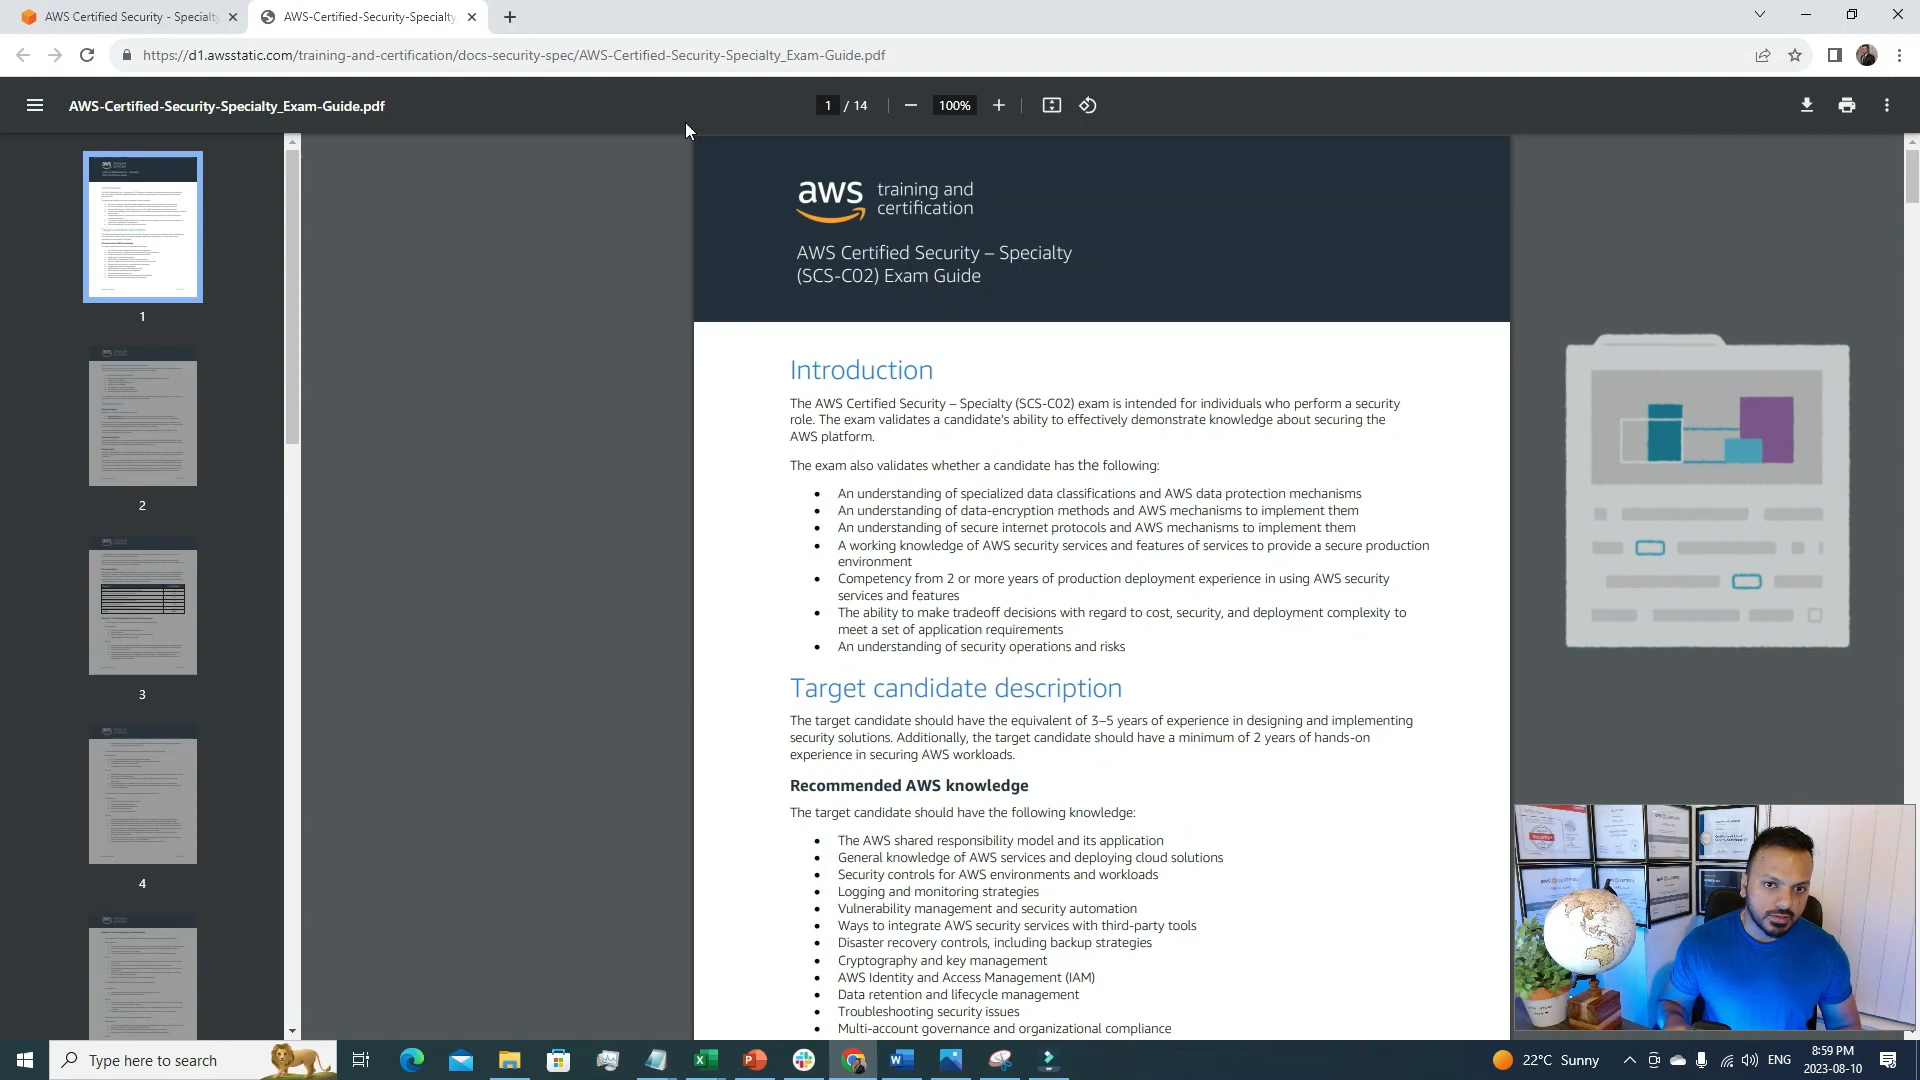 AWS Certified Security - Specialty
AWS-Certified-Security-Specialty
https://d1.awsstatic.com/training-and-certification/docs-security-spec/AWS-Certified-Security-Specialty_Exam-Guide.pdf
AWS-Certified-Security-Specialty_Exam-Guide.pdf
1 / 14
100%
1
2
3
4
aws training and
certification
AWS Certified Security – Specialty
(SCS-C02) Exam Guide
Introduction
The AWS Certified Security – Specialty (SCS-C02) exam is intended for individuals who perform a security
role. The exam validates a candidate's ability to effectively demonstrate knowledge about securing the
AWS platform.
The exam also validates whether a candidate has the following:
• An understanding of specialized data classifications and AWS data protection mechanisms
• An understanding of data-encryption methods and AWS mechanisms to implement them
• An understanding of secure internet protocols and AWS mechanisms to implement them
• A working knowledge of AWS security services and features of services to provide a secure production
environment
• Competency from 2 or more years of production deployment experience in using AWS security
services and features
• The ability to make tradeoff decisions with regard to cost, security, and deployment complexity to
meet a set of application requirements
• An understanding of security operations and risks
Target candidate description
The target candidate should have the equivalent of 3–5 years of experience in designing and implementing
security solutions. Additionally, the target candidate should have a minimum of 2 years of hands-on
experience in securing AWS workloads.
Recommended AWS knowledge
The target candidate should have the following knowledge:
• The AWS shared responsibility model and its application
• General knowledge of AWS services and deploying cloud solutions
• Security controls for AWS environments and workloads
• Logging and monitoring strategies
• Vulnerability management and security automation
• Ways to integrate AWS security services with third-party tools
• Disaster recovery controls, including backup strategies
• Cryptography and key management
• AWS Identity and Access Management (IAM)
• Data retention and lifecycle management
• Troubleshooting security issues
• Multi-account governance and organizational compliance
Type here to search
22°C Sunny
ENG
8:59 PM
2023-08-10